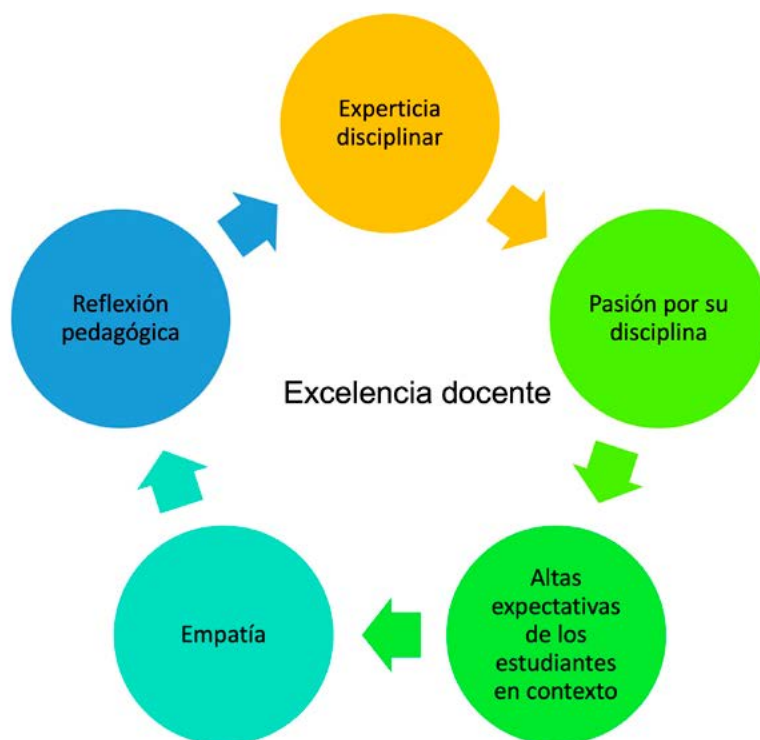 Experticia
disciplinar
Pasión por su
disciplina
Altas
expectativas
de los
estudiantes
en contexto
Empatía
Reflexión
pedagógica
Excelencia docente